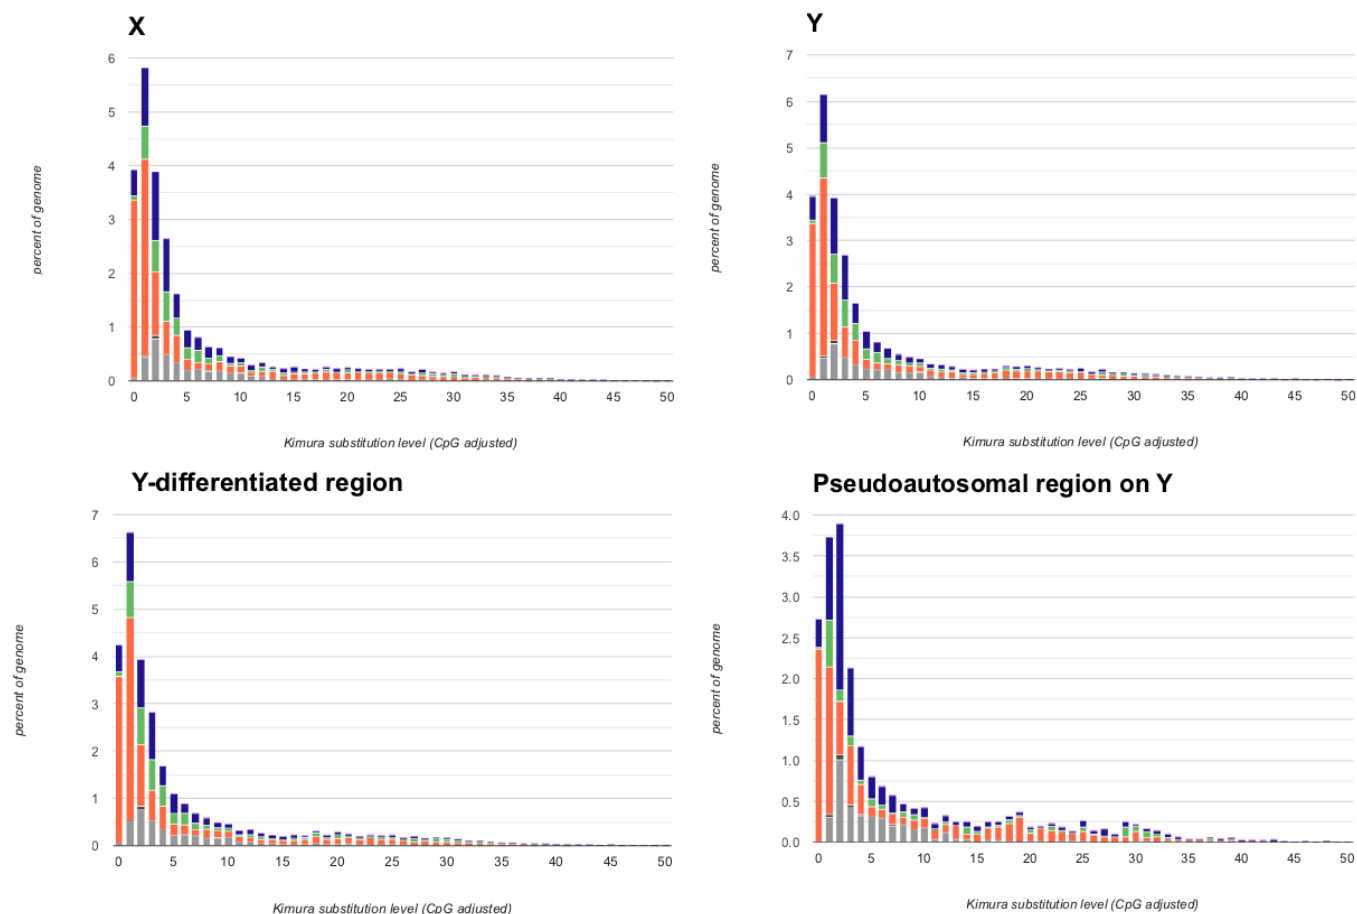 X
6
5
4
3
2
1
0
percent of genome
0 5 10 15 20 25 30 35 40 45 50
Kimura substitution level (CpG adjusted)
Y
7
6
5
4
3
2
1
0
percent of genome
0 5 10 15 20 25 30 35 40 45 50
Kimura substitution level (CpG adjusted)
Y-differentiated region
7
6
5
4
3
2
1
0
percent of genome
0 5 10 15 20 25 30 35 40 45 50
Kimura substitution level (CpG adjusted)
Pseudoautosomal region on Y
4.0
3.5
3.0
2.5
2.0
1.5
1.0
0.5
0.0
percent of genome
0 5 10 15 20 25 30 35 40 45 50
Kimura substitution level (CpG adjusted)